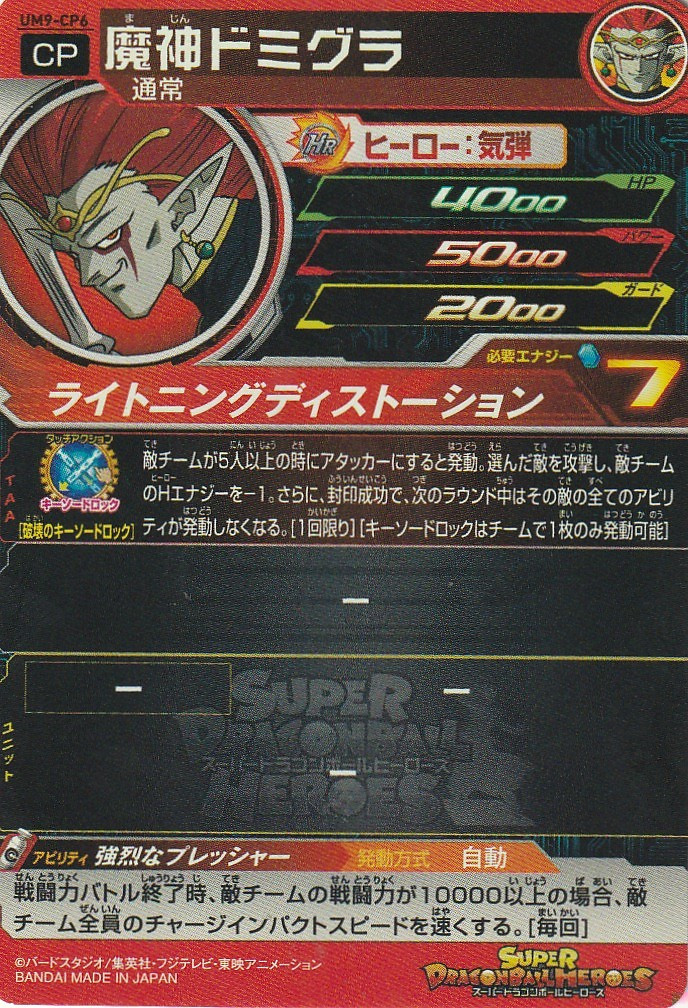 UM9-CP6
CP
魔神ドミグラ
ま じん
通常
HR
ヒーロー:気弾
HP
4000
パワー
5000
ガード
2000
必要エナジー
7
ライトニングディストーション
TAA
タッチアクション
キーソードロック
[破壊のキーソードロック]
敵チームが5人以上の時にアタッカーにすると発動。選んだ敵を攻撃し、敵チーム
のHエナジーを-1。さらに、封印成功で、次のラウンド中はその敵の全てのアビリ
ティが発動しなくなる。[1回限り][キーソードロックはチームで1枚のみ発動可能]
ー
ユニット
ー ー
ー
SUPER
DRAGONBALL
スーパードラゴンボールヒーローズ
HEROES
アビリティ 強烈なプレッシャー 発動方式 自動
戦闘力バトル終了時、敵チームの戦闘力が10000以上の場合、敵
チーム全員のチャージインパクトスピードを速くする。[毎回]
©バードスタジオ/集英社・フジテレビ・東映アニメーション
BANDAI MADE IN JAPAN
SUPER
DRAGONBALL HEROES
スーパードラゴンボールヒーローズ